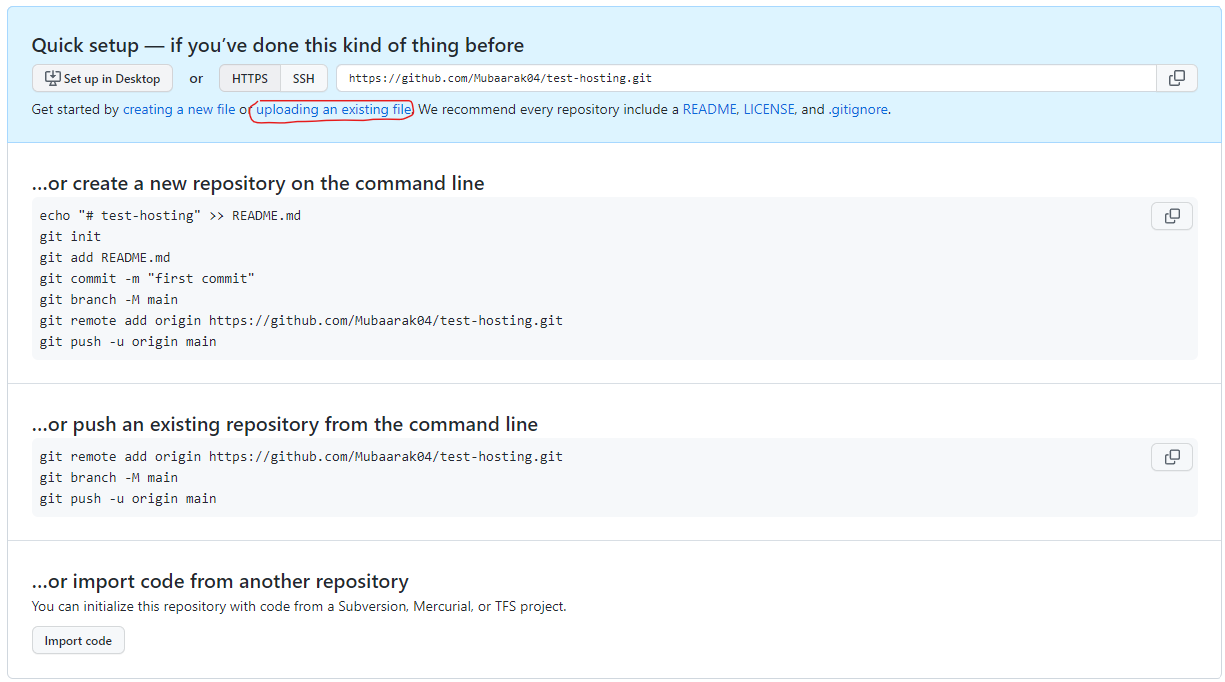 Quick setup — if you’ve done this kind of thing before
Set up in Desktop or HTTPS SSH https://github.com/Mubaarak04/test-hosting.git
Get started by creating a new file or uploading an existing file. We recommend every repository include a README, LICENSE, and .gitignore.
…or create a new repository on the command line
echo "# test-hosting" >> README.md
git init
git add README.md
git commit -m "first commit"
git branch -M main
git remote add origin https://github.com/Mubaarak04/test-hosting.git
git push -u origin main
…or push an existing repository from the command line
git remote add origin https://github.com/Mubaarak04/test-hosting.git
git branch -M main
git push -u origin main
…or import code from another repository
You can initialize this repository with code from a Subversion, Mercurial, or TFS project.
Import code